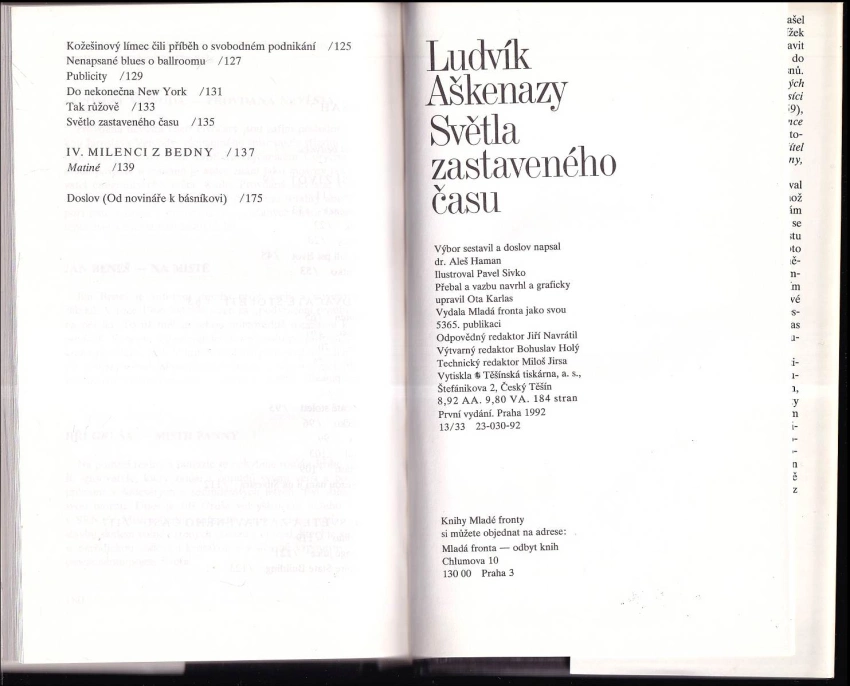 Kožešinový límec čili příběh o svobodném podnikání /125
Nenapsané blues o ballroomu /127
Publicity /129
Do nekonečna New York /131
Tak růžově /133
Světlo zastaveného času /135
IV. MILENCI Z BEDNY /137
Matiné /139
Doslov (Od novináře k básníkovi) /175
Ludvík
Aškenazy
Světla
zastaveného
času
Výbor sestavil a doslov napsal
dr. Aleš Haman
Ilustroval Pavel Sivko
Přebal a vazbu navrhl a graficky
upravil Ota Karlas
Vydala Mladá fronta jako svou
5365. publikaci
Odpovědný redaktor Jiří Navrátil
Výtvarný redaktor Bohuslav Holý
Technický redaktor Miloš Jirsa
Vytiskla Těšínská tiskárna, a. s.,
Štefánikova 2, Český Těšín
8,92 AA. 9,80 VA. 184 stran
První vydání. Praha 1992
13/33 23-030-92
Knihy Mladé fronty
si můžete objednat na adrese:
Mladá fronta — odbyt knih
Chlumova 10
130 00 Praha 3